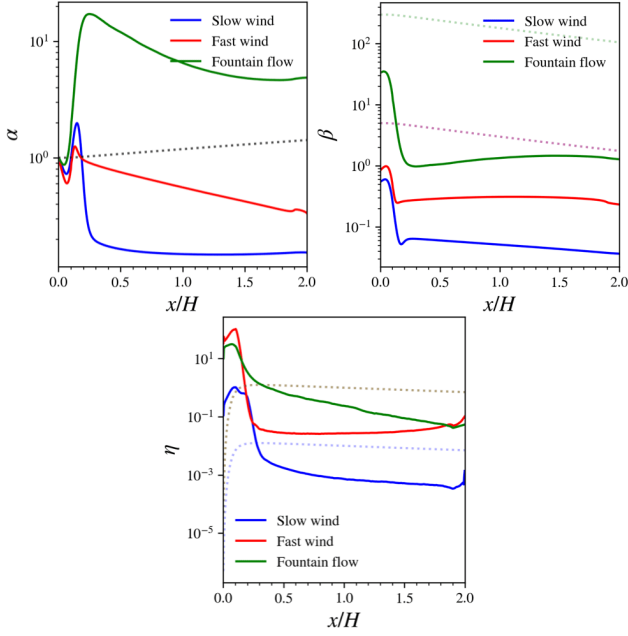 10¹
10⁰
α
Slow wind
Fast wind
Fountain flow
0.0 0.5 1.0 1.5 2.0
x/H
10²
10¹
10⁰
10⁻¹
β
Slow wind
Fast wind
Fountain flow
0.0 0.5 1.0 1.5 2.0
x/H
10¹
10⁻¹
10⁻³
10⁻⁵
η
Slow wind
Fast wind
Fountain flow
0.0 0.5 1.0 1.5 2.0
x/H